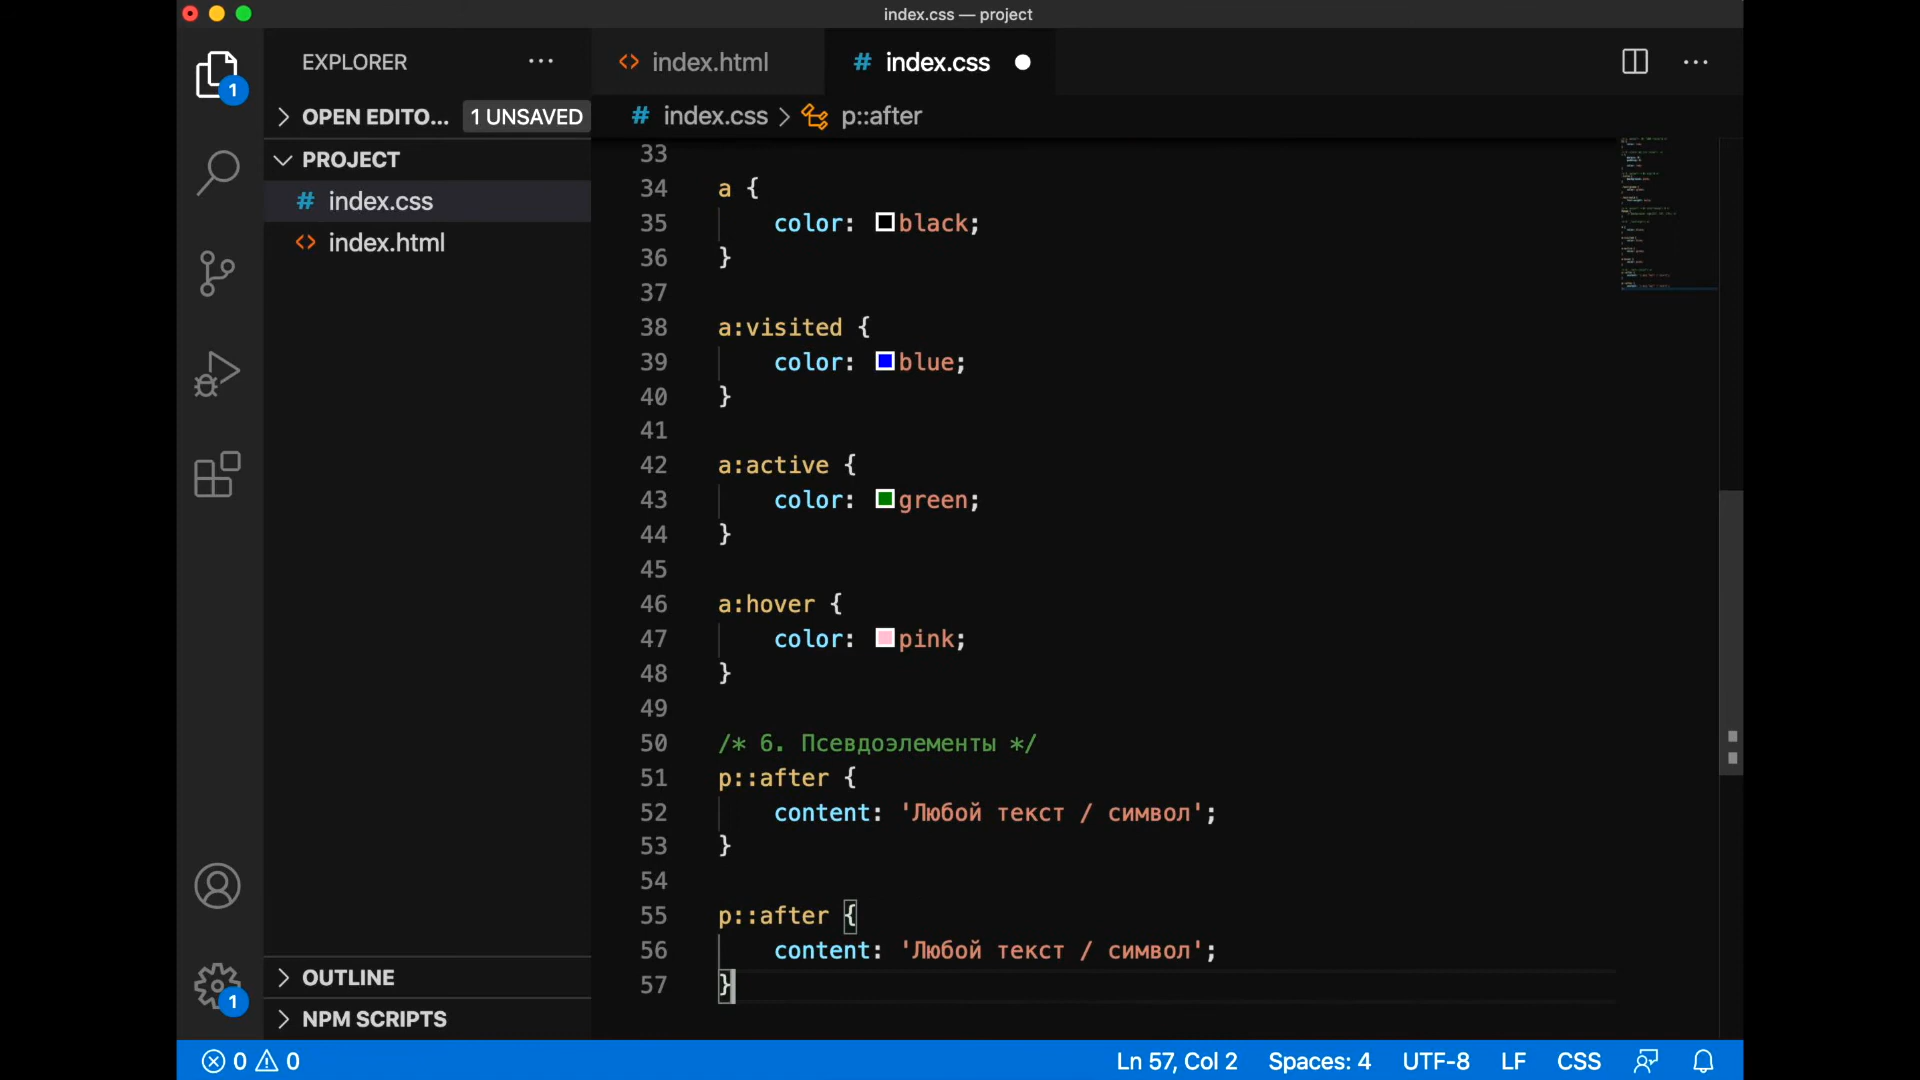 index.css — project
EXPLORER
index.html
index.css
1
OPEN EDITO...
1 UNSAVED
index.css > p::after
PROJECT
index.css
index.html
33
34 a {
35 color: black;
36 }
37
38 a:visited {
39 color: blue;
40 }
41
42 a:active {
43 color: green;
44 }
45
46 a:hover {
47 color: pink;
48 }
49
50 /* 6. Псевдоэлементы */
51 p::after {
52 content: 'Любой текст / символ';
53 }
54
55 p::after {
56 content: 'Любой текст / символ';
57 }
OUTLINE
1
NPM SCRIPTS
0 0
Ln 57, Col 2 Spaces: 4 UTF-8 LF CSS